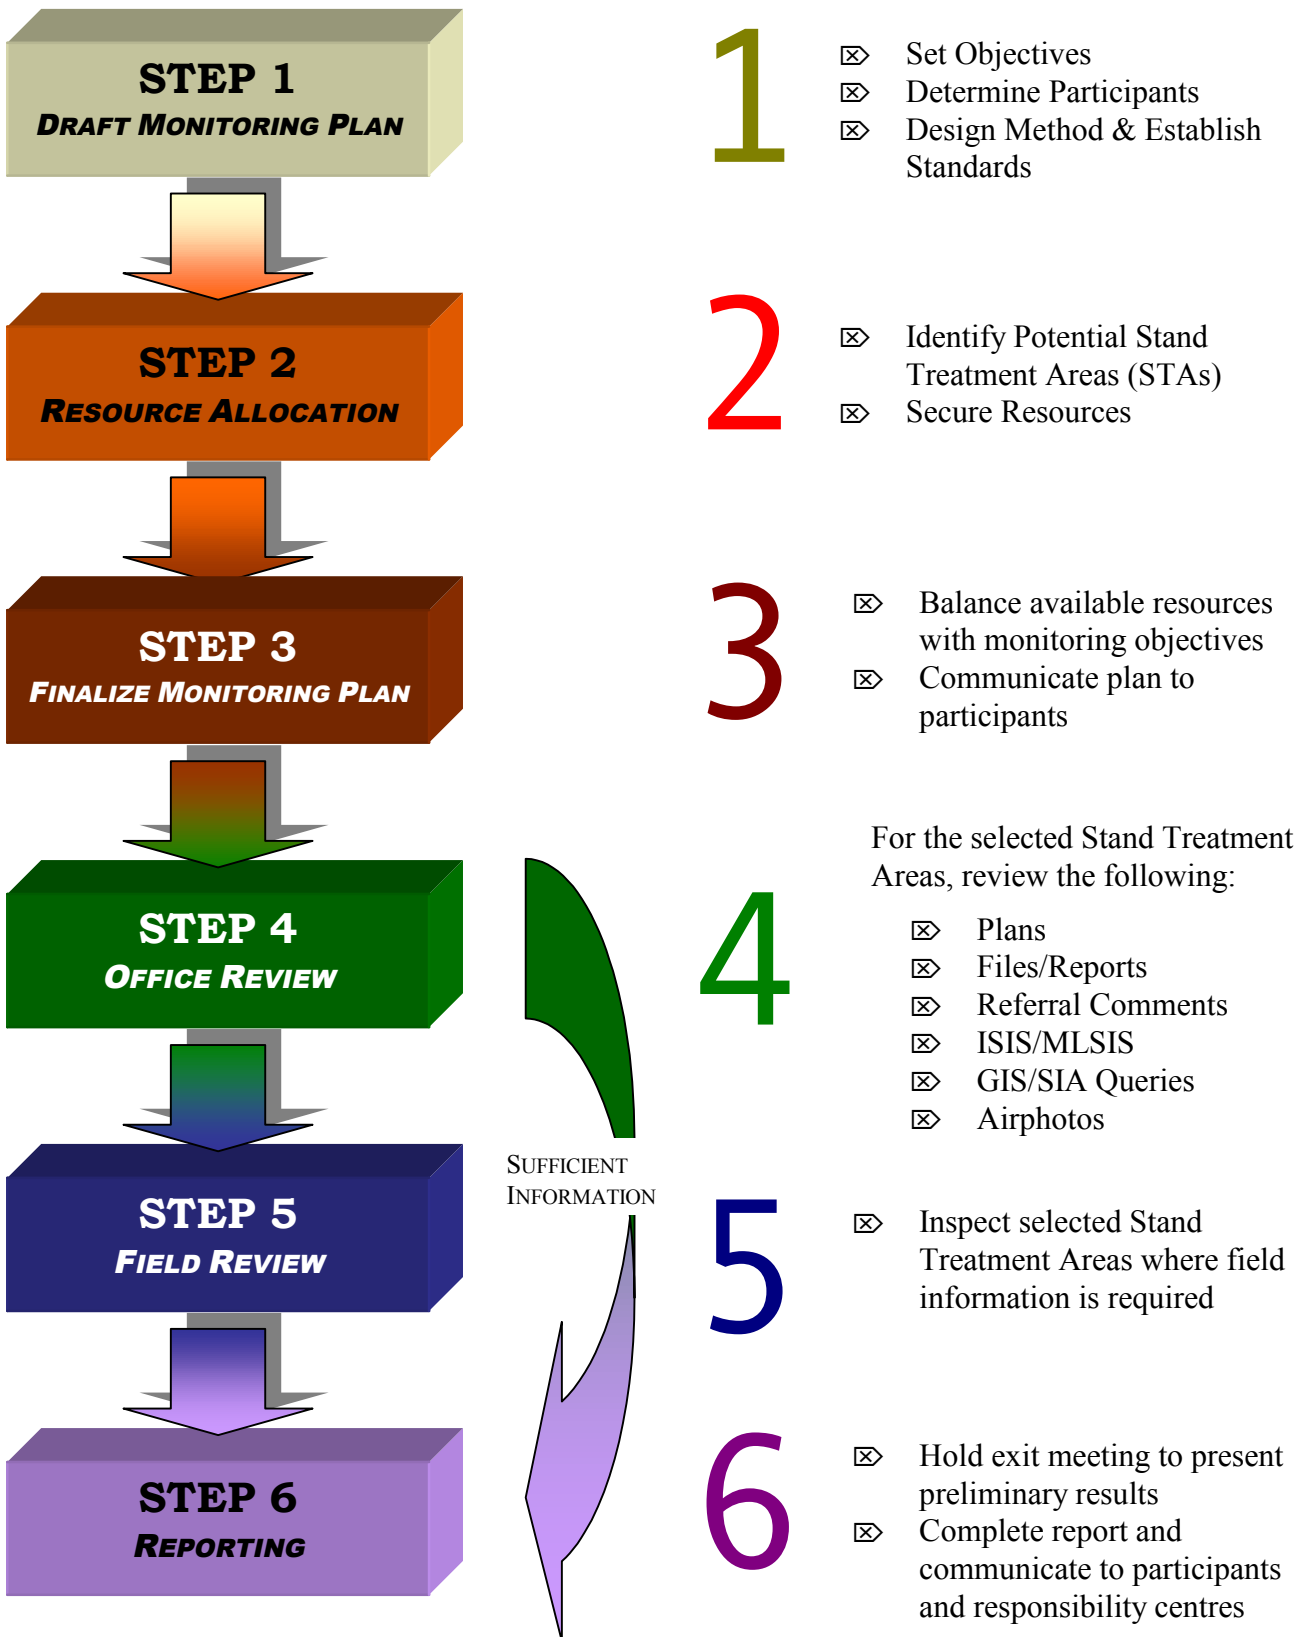 STEP 1
DRAFT MONITORING PLAN
1
Set Objectives
Determine Participants
Design Method & Establish
Standards
STEP 2
RESOURCE ALLOCATION
2
Identify Potential Stand
Treatment Areas (STAs)
Secure Resources
STEP 3
FINALIZE MONITORING PLAN
3
Balance available resources
with monitoring objectives
Communicate plan to
participants
STEP 4
OFFICE REVIEW
4
For the selected Stand Treatment
Areas, review the following:
Plans
Files/Reports
Referral Comments
ISIS/MLSIS
GIS/SIA Queries
Airphotos
SUFFICIENT
INFORMATION
STEP 5
FIELD REVIEW
5
Inspect selected Stand
Treatment Areas where field
information is required
STEP 6
REPORTING
6
Hold exit meeting to present
preliminary results
Complete report and
communicate to participants
and responsibility centres